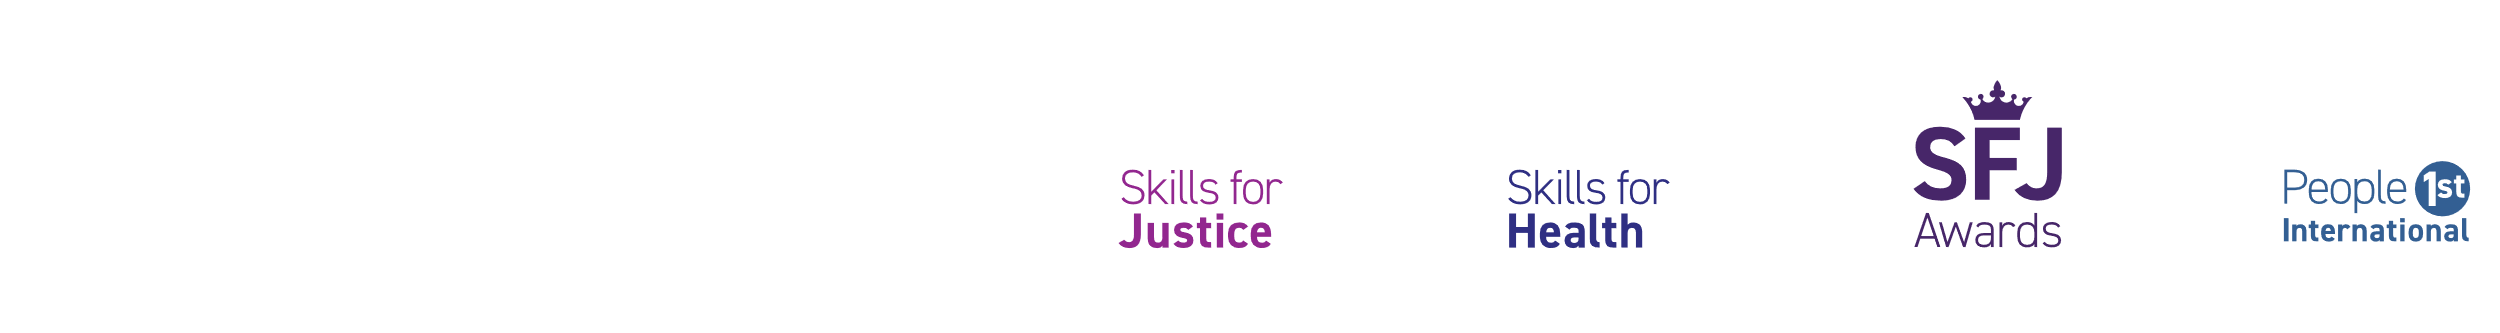 Skills for
Justice
Skills for
Health
SFJ
Awards
People 1st
International